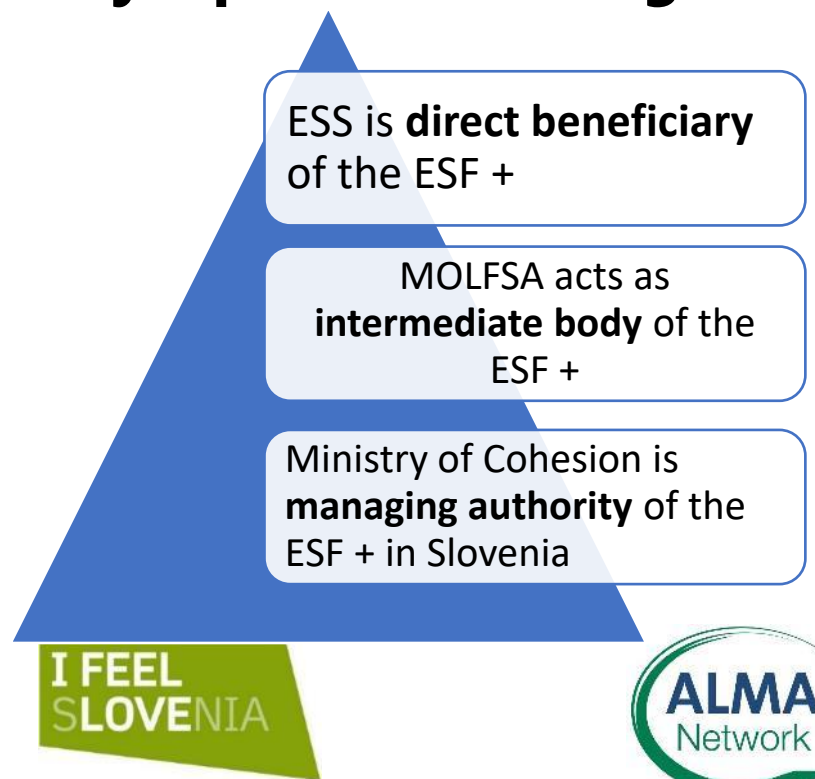 ESS is direct beneficiary
of the ESF +
MOLFSA acts as
intermediate body of the
ESF +
Ministry of Cohesion is
managing authority of the
ESF + in Slovenia
I FEEL
SLOVENIA
ALMA
Network